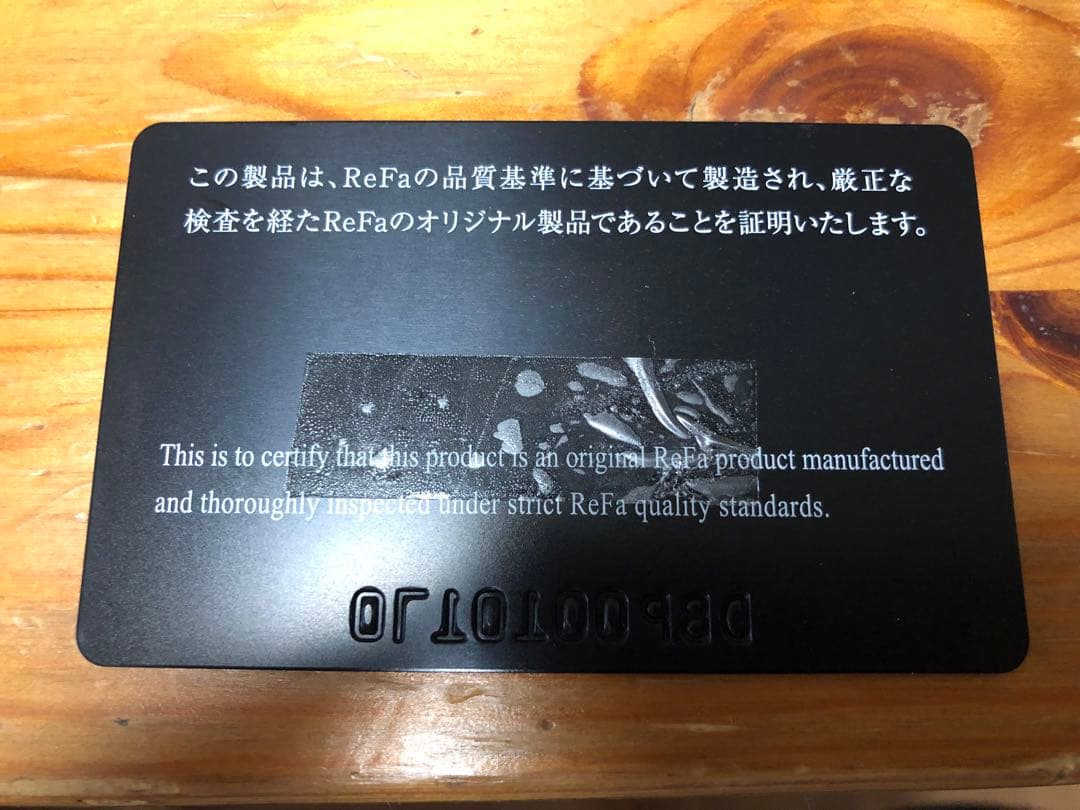 この製品は、ReFaの品質基準に基づいて製造され、厳正な
検査を経たReFaのオリジナル製品であることを証明いたします。
This is to certify that this product is an original ReFa product manufactured
and thoroughly inspected under strict ReFa quality standards.